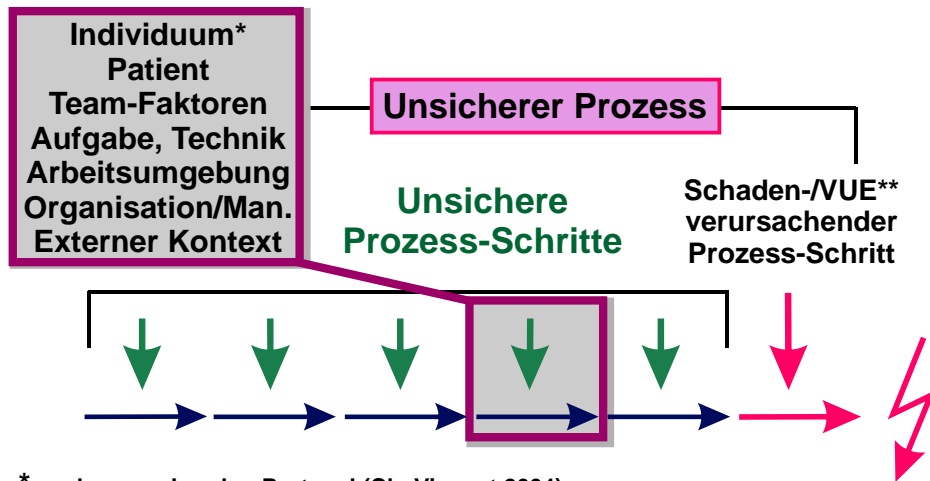 Individuum*
Patient
Team-Faktoren
Aufgabe, Technik
Arbeitsumgebung
Organisation/Man.
Externer Kontext
Unsicherer Prozess
Unsichere
Prozess-Schritte
Schaden-/VUE**
verursachender
Prozess-Schritt
*